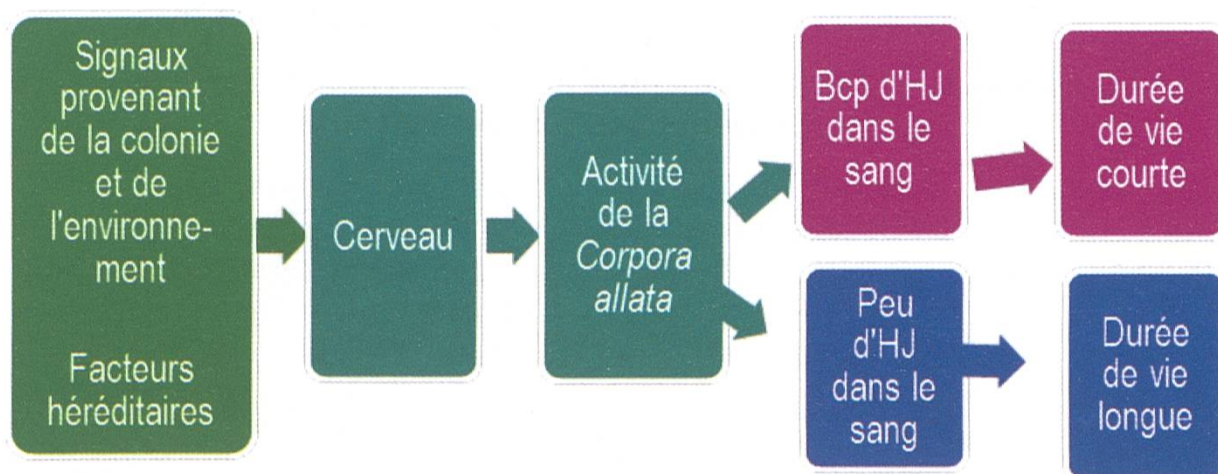 Signaux
provenant
de la colonie
et de
l'environne-
ment
Facteurs
héréditaires
Cerveau
Activité
de la
Corpora
allata
Bcp d'HJ
dans le
sang
Durée
de vie
courte
Peu
d'HJ
dans le
sang
Durée
de vie
longue